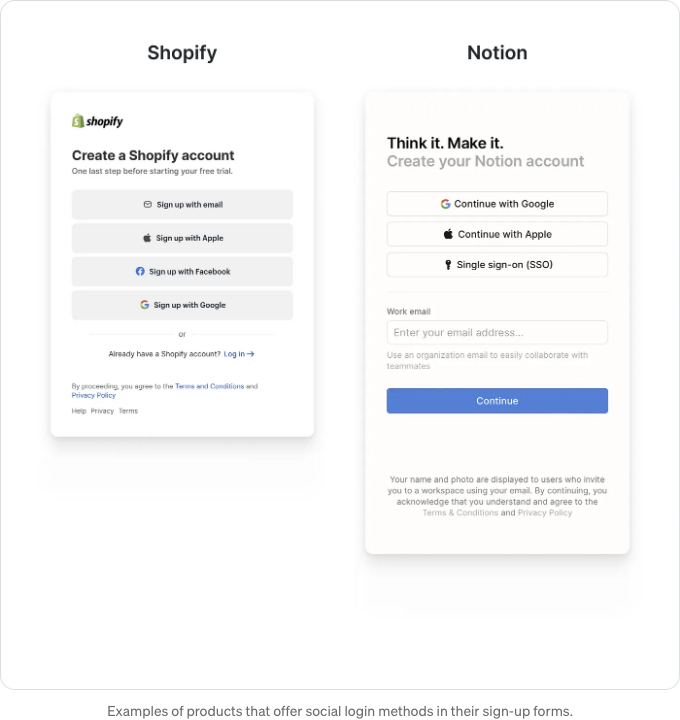 Shopify
shopify
Create a Shopify account
One last step before starting your free trial.
Sign up with email
Sign up with Apple
Sign up with Facebook
Sign up with Google
or
Already have a Shopify account? Log in →
By proceeding, you agree to the Terms and Conditions and
Privacy Policy
Help Privacy Terms
Notion
Think it. Make it.
Create your Notion account
Continue with Google
Continue with Apple
Single sign-on (SSO)
Work email
Enter your email address...
Use an organization email to easily collaborate with
teammates
Continue
Your name and photo are displayed to users who invite
you to a workspace using your email. By continuing, you
acknowledge that you understand and agree to the
Terms & Conditions and Privacy Policy
Examples of products that offer social login methods in their sign-up forms.